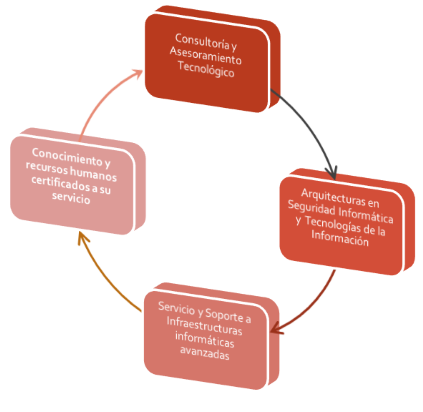 Consultoría y
Asesoramiento
Tecnológico
Arquitecturas en
Seguridad Informática
y Tecnologías de la
Información
Servicio y Soporte a
Infraestructuras
informáticas
avanzadas
Conocimiento y
recursos humanos
certificados a su
servicio